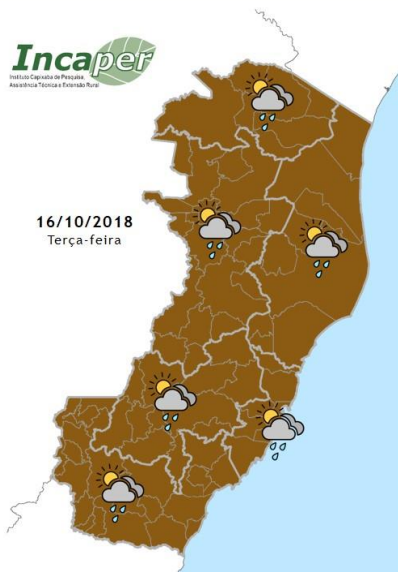 Incaper
Instituto Capixaba de Pesquisa,
Assistência Técnica e Extensão Rural
16/10/2018
Terça-feira